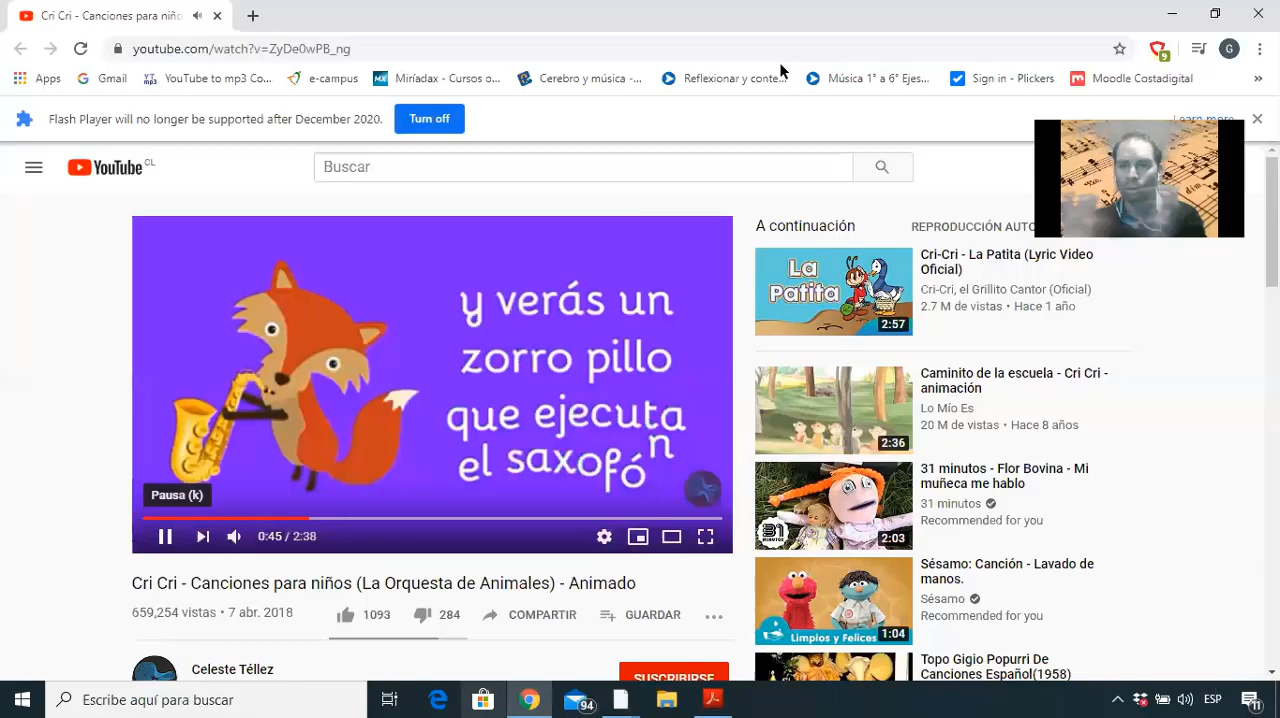 Cri Cri - Canciones para niño
youtube.com/watch?v=ZyDe0wPB_ng
G
9
Apps
Gmail
YouTube to mp3 Co...
e-campus
Miríadax - Cursos o...
Cerebro y música -...
Reflexionar y conte...
Música 1° a 6° Ejes...
Sign in - Plickers
Moodle Costadigital
»
Flash Player will no longer be supported after December 2020.
Turn off
Learn more
YouTube CL
Buscar
y verás un
zorro pillo
que ejecuta
el saxofón
Pausa (k)
0:45 / 2:38
Cri Cri - Canciones para niños (La Orquesta de Animales) - Animado
659,254 vistas • 7 abr. 2018
1093
284
COMPARTIR
GUARDAR
Celeste Téllez
SUSCRIBIRSE
A continuación
REPRODUCCIÓN AUTO
La
Patita
2:57
Cri-Cri - La Patita (Lyric Video
Oficial)
Cri-Cri, el Grillito Cantor (Oficial)
2.7 M de vistas • Hace 1 año
2:36
Caminito de la escuela - Cri Cri -
animación
Lo Mío Es
20 M de vistas • Hace 8 años
31
minutos
2:03
31 minutos - Flor Bovina - Mi
muñeca me hablo
31 minutos
Recommended for you
Limpios y Felices
1:04
Sésamo: Canción - Lavado de
manos.
Sésamo
Recommended for you
Topo Gigio Popurri De
Canciones Español(1958)
Escribe aquí para buscar
94
ESP
11